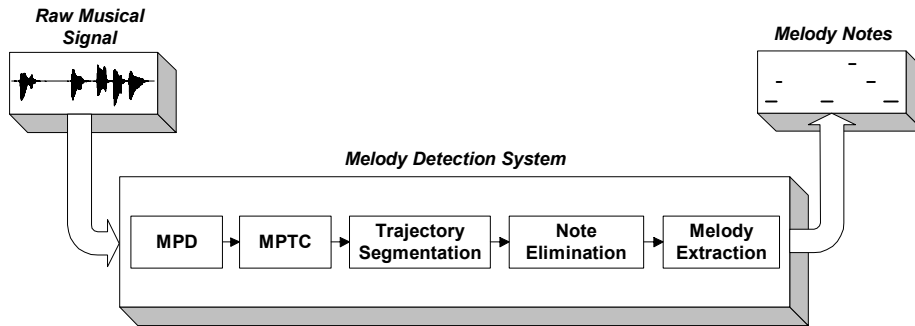 Raw Musical
Signal
Melody Notes
Melody Detection System
MPD
MPTC
Trajectory
Segmentation
Note
Elimination
Melody
Extraction